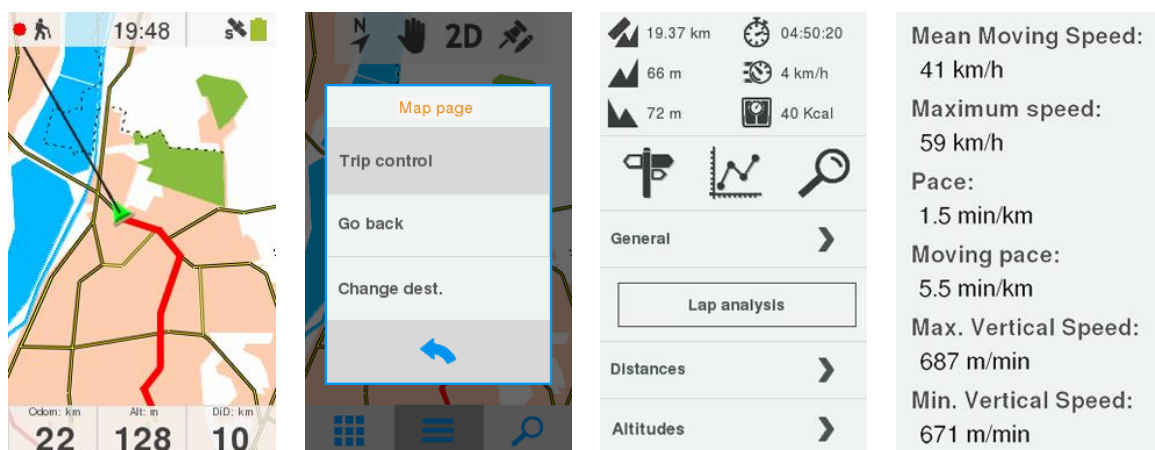 19:48
S
Odom: km
Alt: m
DiD: km
22
128
10
N
2D
Map page
Trip control
Go back
Change dest.
19.37 km
04:50:20
66 m
4 km/h
72 m
40 Kcal
General
Lap analysis
Distances
Altitudes
Mean Moving Speed:
41 km/h
Maximum speed:
59 km/h
Pace:
1.5 min/km
Moving pace:
5.5 min/km
Max. Vertical Speed:
687 m/min
Min. Vertical Speed:
671 m/min